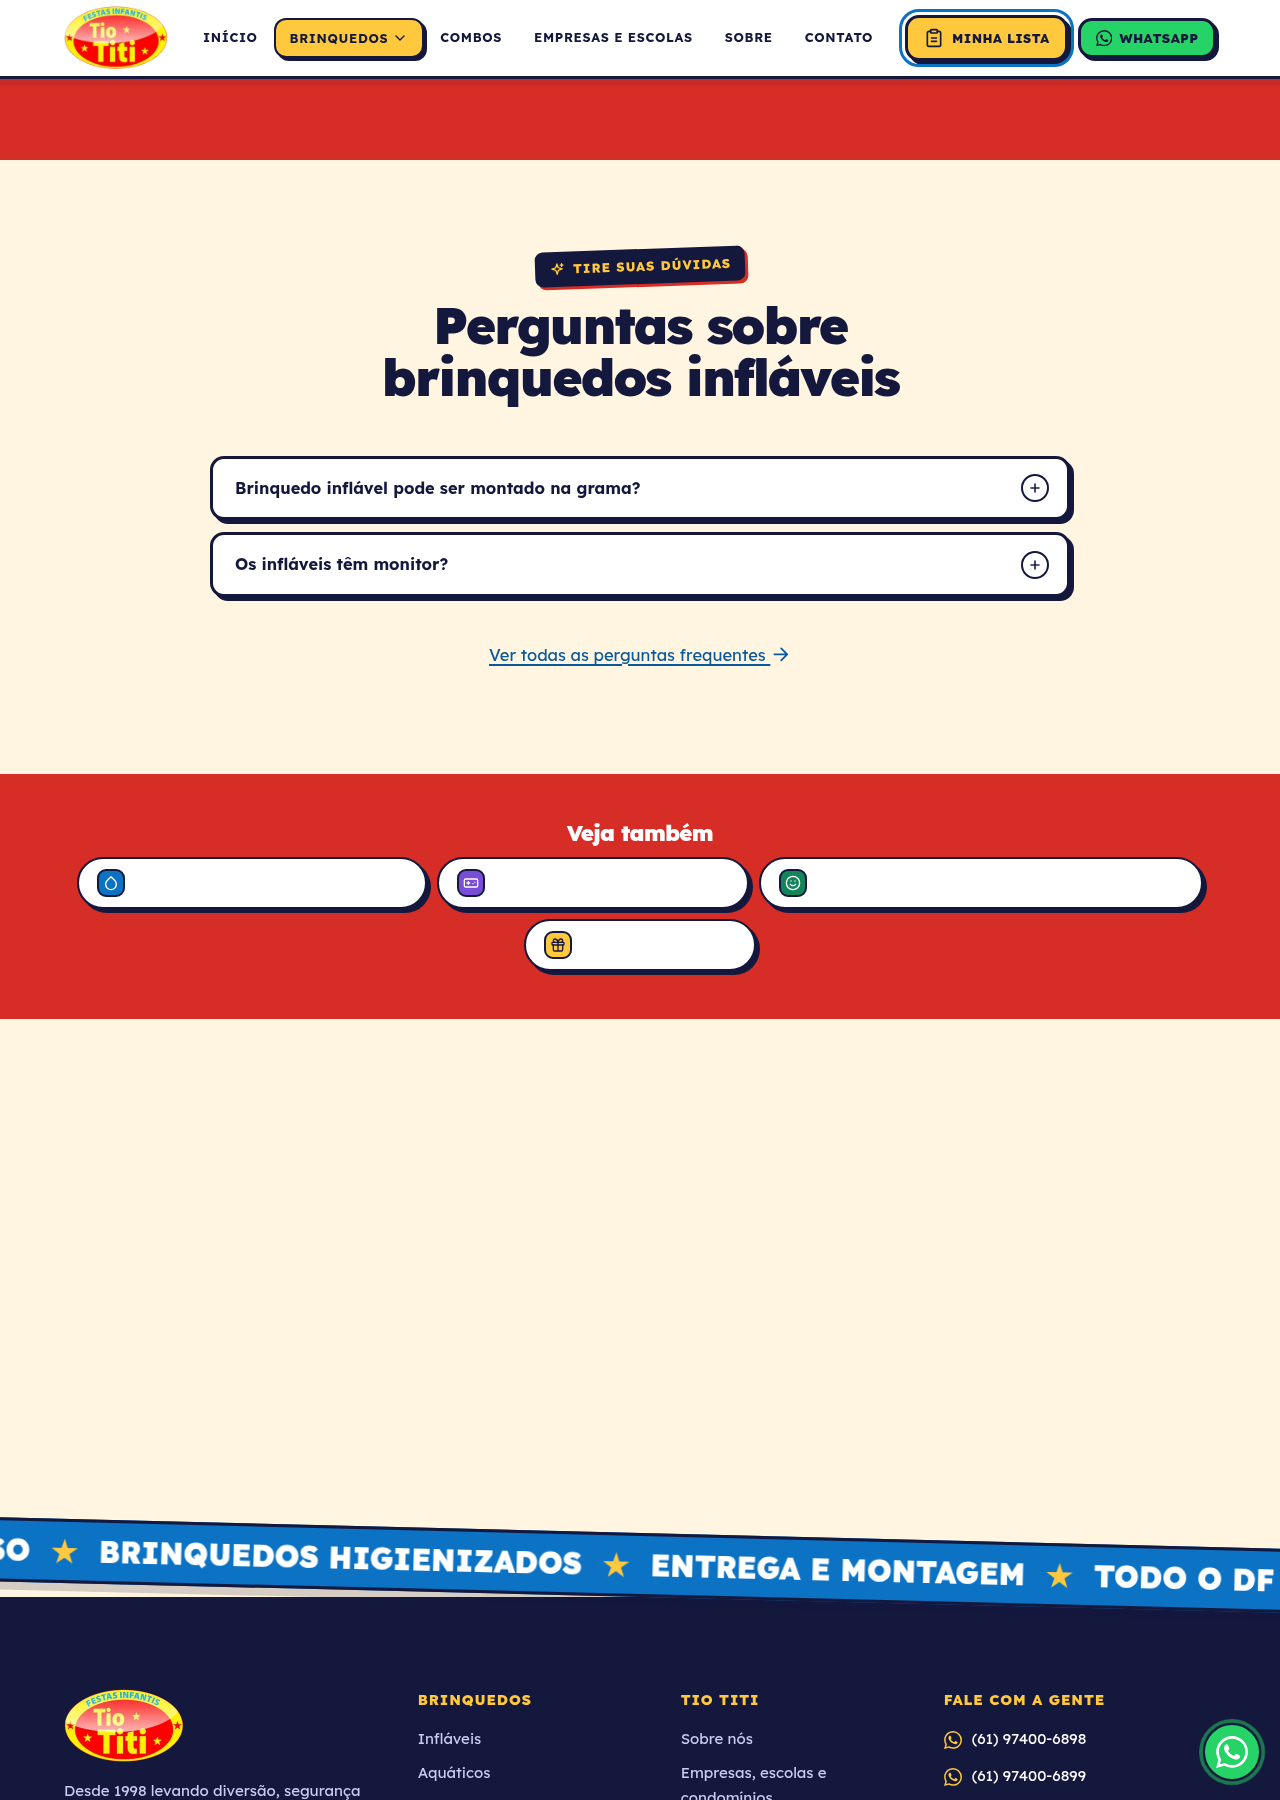 FESTAS INFANTIS
Tio
Titi
INÍCIO
BRINQUEDOS
COMBOS
EMPRESAS E ESCOLAS
SOBRE
CONTATO
MINHA LISTA
WHATSAPP
TIRE SUAS DÚVIDAS
Perguntas sobre
brinquedos infláveis
Brinquedo inflável pode ser montado na grama?
Os infláveis têm monitor?
Ver todas as perguntas frequentes
Veja também
SO ★ BRINQUEDOS HIGIENIZADOS ★ ENTREGA E MONTAGEM ★ TODO O DF
FESTAS INFANTIS
Tio
Titi
Desde 1998 levando diversão, segurança
BRINQUEDOS
Infláveis
Aquáticos
TIO TITI
Sobre nós
Empresas, escolas e
condomínios
FALE COM A GENTE
(61) 97400-6898
(61) 97400-6899